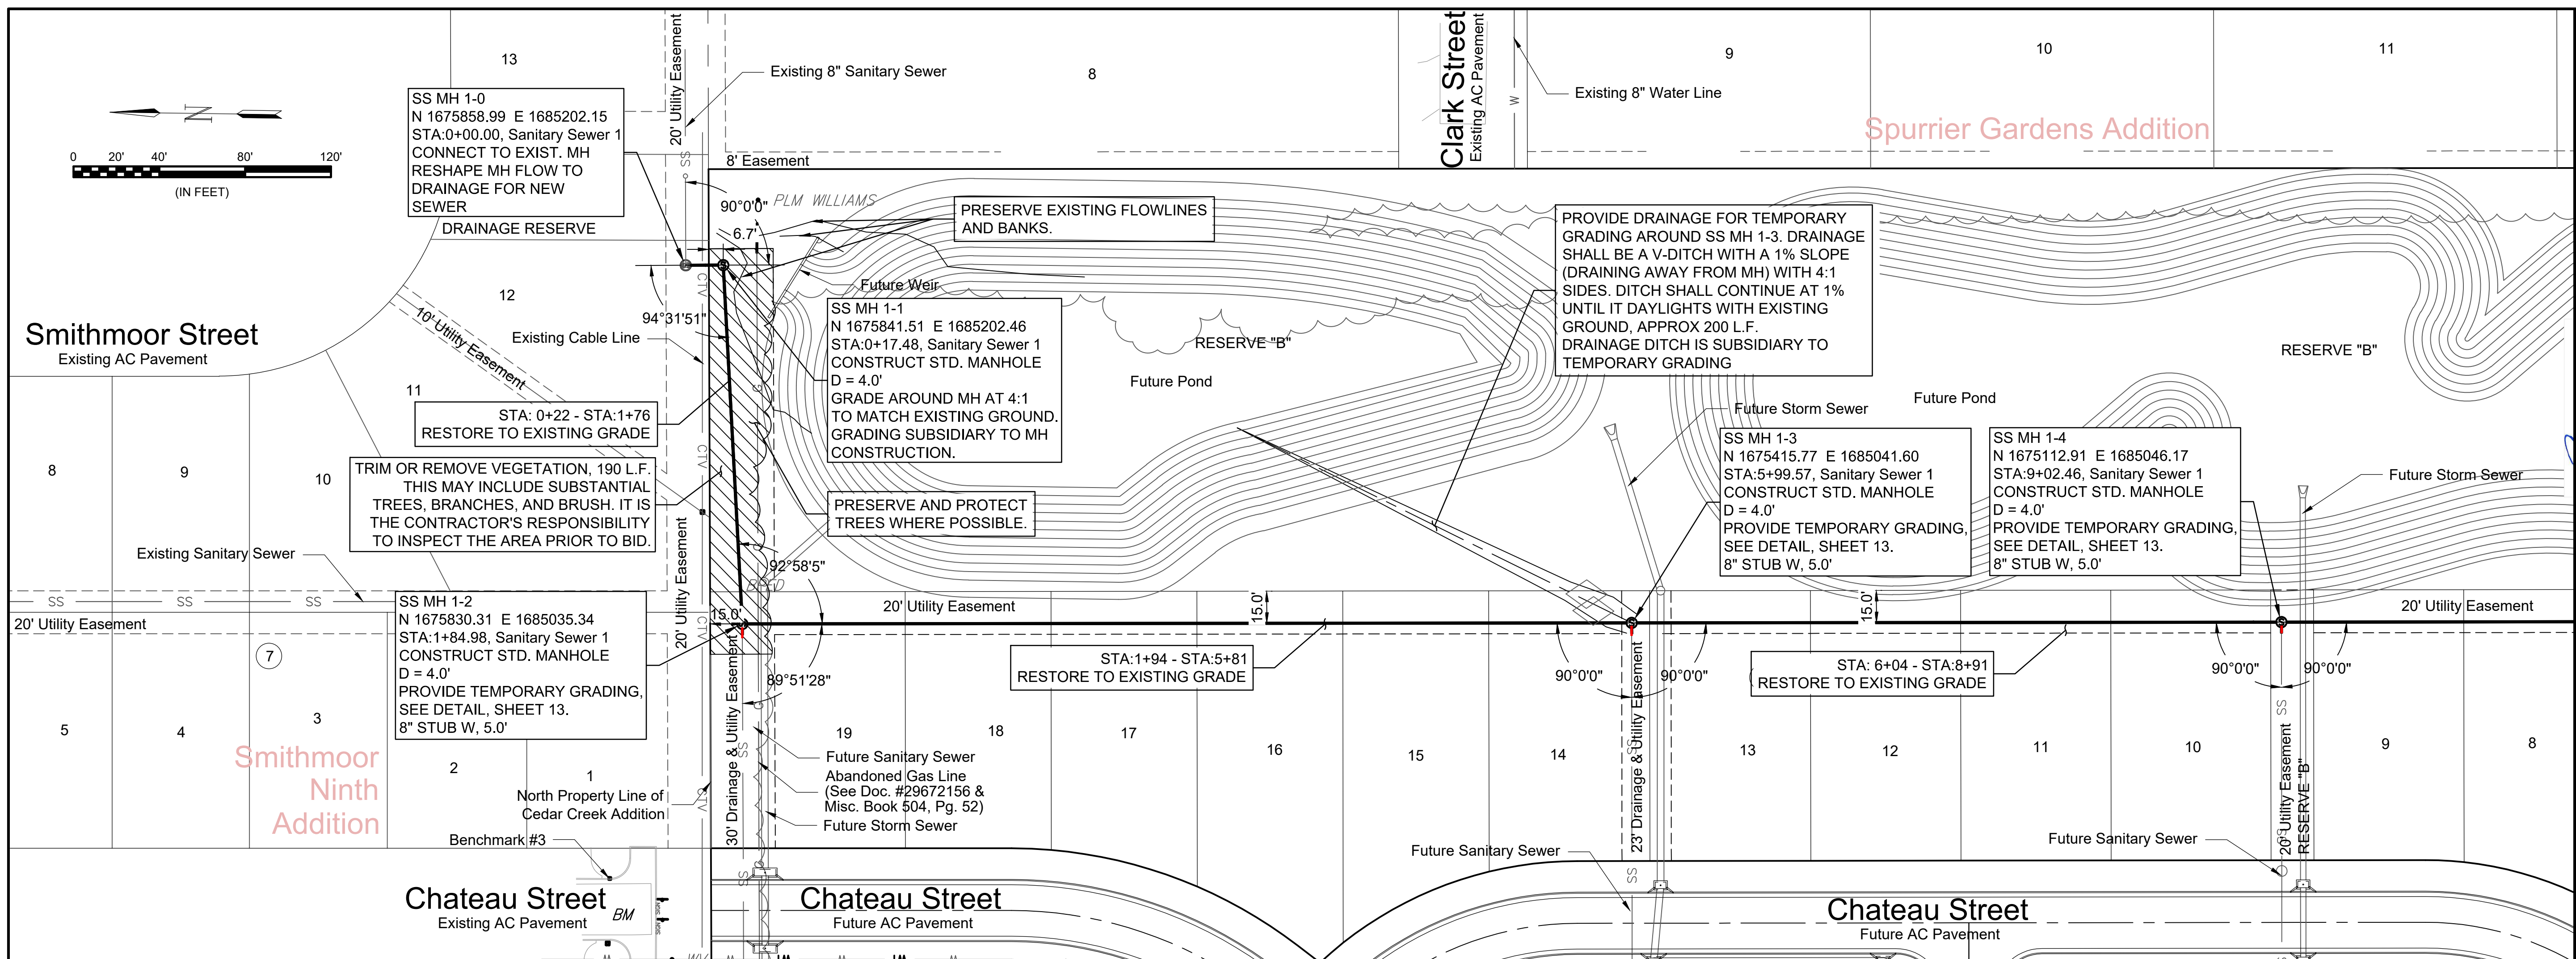 13
20' Utility Easement
Existing 8" Sanitary Sewer
8
Clark Street
Existing AC Pavement
W
Existing 8" Water Line
9
10
11
Spurrier Gardens Addition
N
0 20' 40' 80' 120'
(IN FEET)
SS MH 1-0
N 1675858.99 E 1685202.15
STA:0+00.00, Sanitary Sewer 1
CONNECT TO EXIST. MH
RESHAPE MH FLOW TO
DRAINAGE FOR NEW
SEWER
DRAINAGE RESERVE
SS
8' Easement
90°0'0"
6.7'
PLM WILLIAMS
PRESERVE EXISTING FLOWLINES
AND BANKS.
PROVIDE DRAINAGE FOR TEMPORARY
GRADING AROUND SS MH 1-3. DRAINAGE
SHALL BE A V-DITCH WITH A 1% SLOPE
(DRAINING AWAY FROM MH) WITH 4:1
SIDES. DITCH SHALL CONTINUE AT 1%
UNTIL IT DAYLIGHTS WITH EXISTING
GROUND, APPROX 200 L.F.
DRAINAGE DITCH IS SUBSIDIARY TO
TEMPORARY GRADING
12
10' Utility Easement
Smithmoor Street
Existing AC Pavement
Existing Cable Line
CTV
94°31'51"
Future Weir
SS MH 1-1
N 1675841.51 E 1685202.46
STA:0+17.48, Sanitary Sewer 1
CONSTRUCT STD. MANHOLE
D = 4.0'
GRADE AROUND MH AT 4:1
TO MATCH EXISTING GROUND.
GRADING SUBSIDIARY TO MH
CONSTRUCTION.
RESERVE "B"
Future Pond
RESERVE "B"
Future Pond
11
STA: 0+22 - STA:1+76
RESTORE TO EXISTING GRADE
G
CTV
8
9
10
TRIM OR REMOVE VEGETATION, 190 L.F.
THIS MAY INCLUDE SUBSTANTIAL
TREES, BRANCHES, AND BRUSH. IT IS
THE CONTRACTOR'S RESPONSIBILITY
TO INSPECT THE AREA PRIOR TO BID.
PRESERVE AND PROTECT
TREES WHERE POSSIBLE.
Future Storm Sewer
SS MH 1-3
N 1675415.77 E 1685041.60
STA:5+99.57, Sanitary Sewer 1
CONSTRUCT STD. MANHOLE
D = 4.0'
PROVIDE TEMPORARY GRADING,
SEE DETAIL, SHEET 13.
8" STUB W, 5.0'
SS MH 1-4
N 1675112.91 E 1685046.17
STA:9+02.46, Sanitary Sewer 1
CONSTRUCT STD. MANHOLE
D = 4.0'
PROVIDE TEMPORARY GRADING,
SEE DETAIL, SHEET 13.
8" STUB W, 5.0'
Future Storm Sewer
Existing Sanitary Sewer
20' Utility Easement
92°58'5"
SS SS SS
20' Utility Easement
SS MH 1-2
N 1675830.31 E 1685035.34
STA:1+84.98, Sanitary Sewer 1
CONSTRUCT STD. MANHOLE
D = 4.0'
PROVIDE TEMPORARY GRADING,
SEE DETAIL, SHEET 13.
8" STUB W, 5.0'
CTV
15.0'
20' Utility Easement
15.0'
15.0'
20' Utility Easement
7
30' Drainage & Utility Easement
89°51'28"
STA:1+94 - STA:5+81
RESTORE TO EXISTING GRADE
90°0'0"
90°0'0"
23' Drainage & Utility Easement
STA: 6+04 - STA:8+91
RESTORE TO EXISTING GRADE
90°0'0"
90°0'0"
5
4
3
2
1
Smithmoor
Ninth
Addition
SS
G
19
18
17
16
15
14
SS
13
12
11
10
SS
9
8
20' Utility Easement
RESERVE "B"
Future Sanitary Sewer
Abandoned Gas Line
(See Doc. #29672156 &
Misc. Book 504, Pg. 52)
Future Storm Sewer
North Property Line of
Cedar Creek Addition
CTV
Benchmark #3
Future Sanitary Sewer
Future Sanitary Sewer
SS
SS
SS
Chateau Street
Existing AC Pavement
BM
Chateau Street
Future AC Pavement
Chateau Street
Future AC Pavement